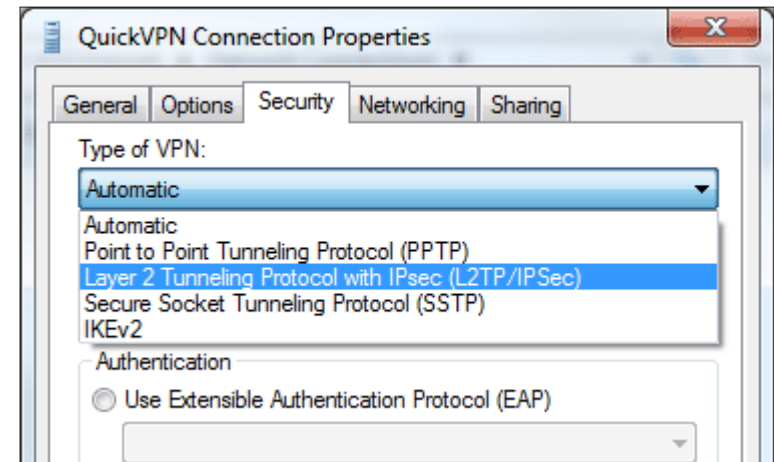 QuickVPN Connection Properties
General Options Security Networking Sharing
Type of VPN:
Automatic
Automatic
Point to Point Tunneling Protocol (PPTP)
Layer 2 Tunneling Protocol with IPsec (L2TP/IPSec)
Secure Socket Tunneling Protocol (SSTP)
IKEv2
Authentication
Use Extensible Authentication Protocol (EAP)